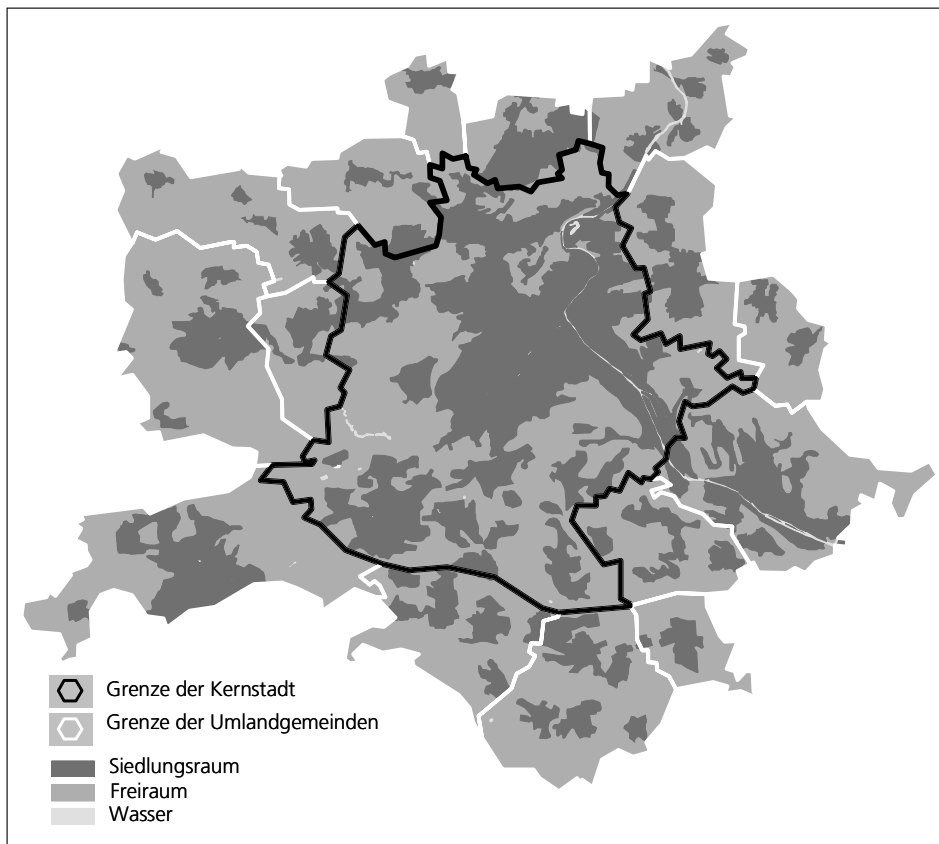 Grenze der Kernstadt
Grenze der Umlandgemeinden
Siedlungsraum
Freiraum
Wasser